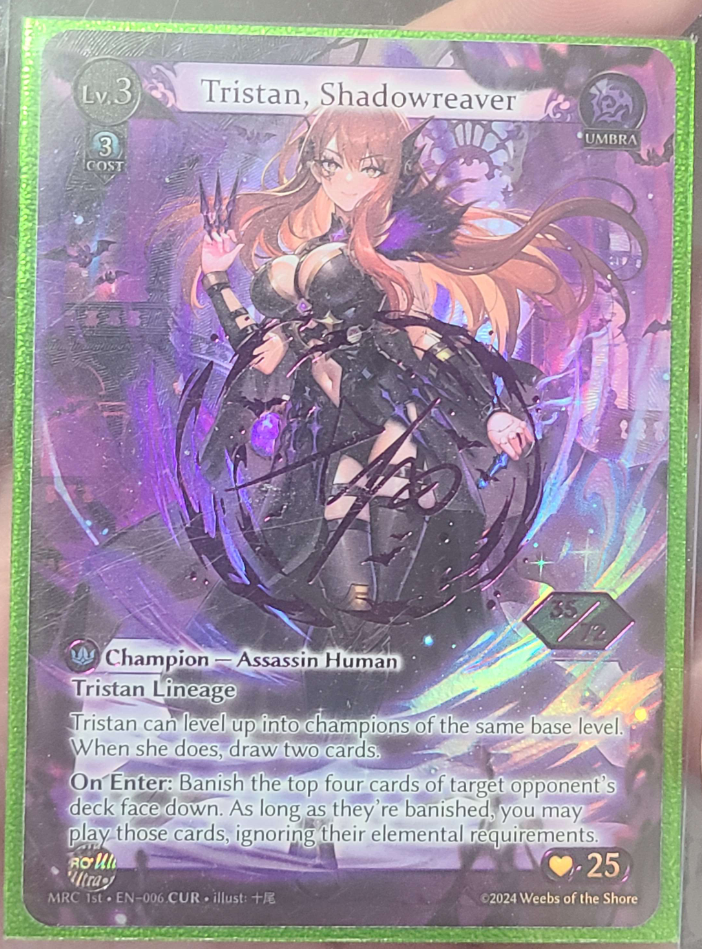 Lv.3
Tristan, Shadowreaver
UMBRA
3
COST
35/72
Champion — Assassin Human
Tristan Lineage
Tristan can level up into champions of the same base level.
When she does, draw two cards.
On Enter: Banish the top four cards of target opponent's
deck face down. As long as they're banished, you may
play those cards, ignoring their elemental requirements.
Ultra
25
MRC 1st • EN-006 CUR • illust: 十尾
©2024 Weebs of the Shore